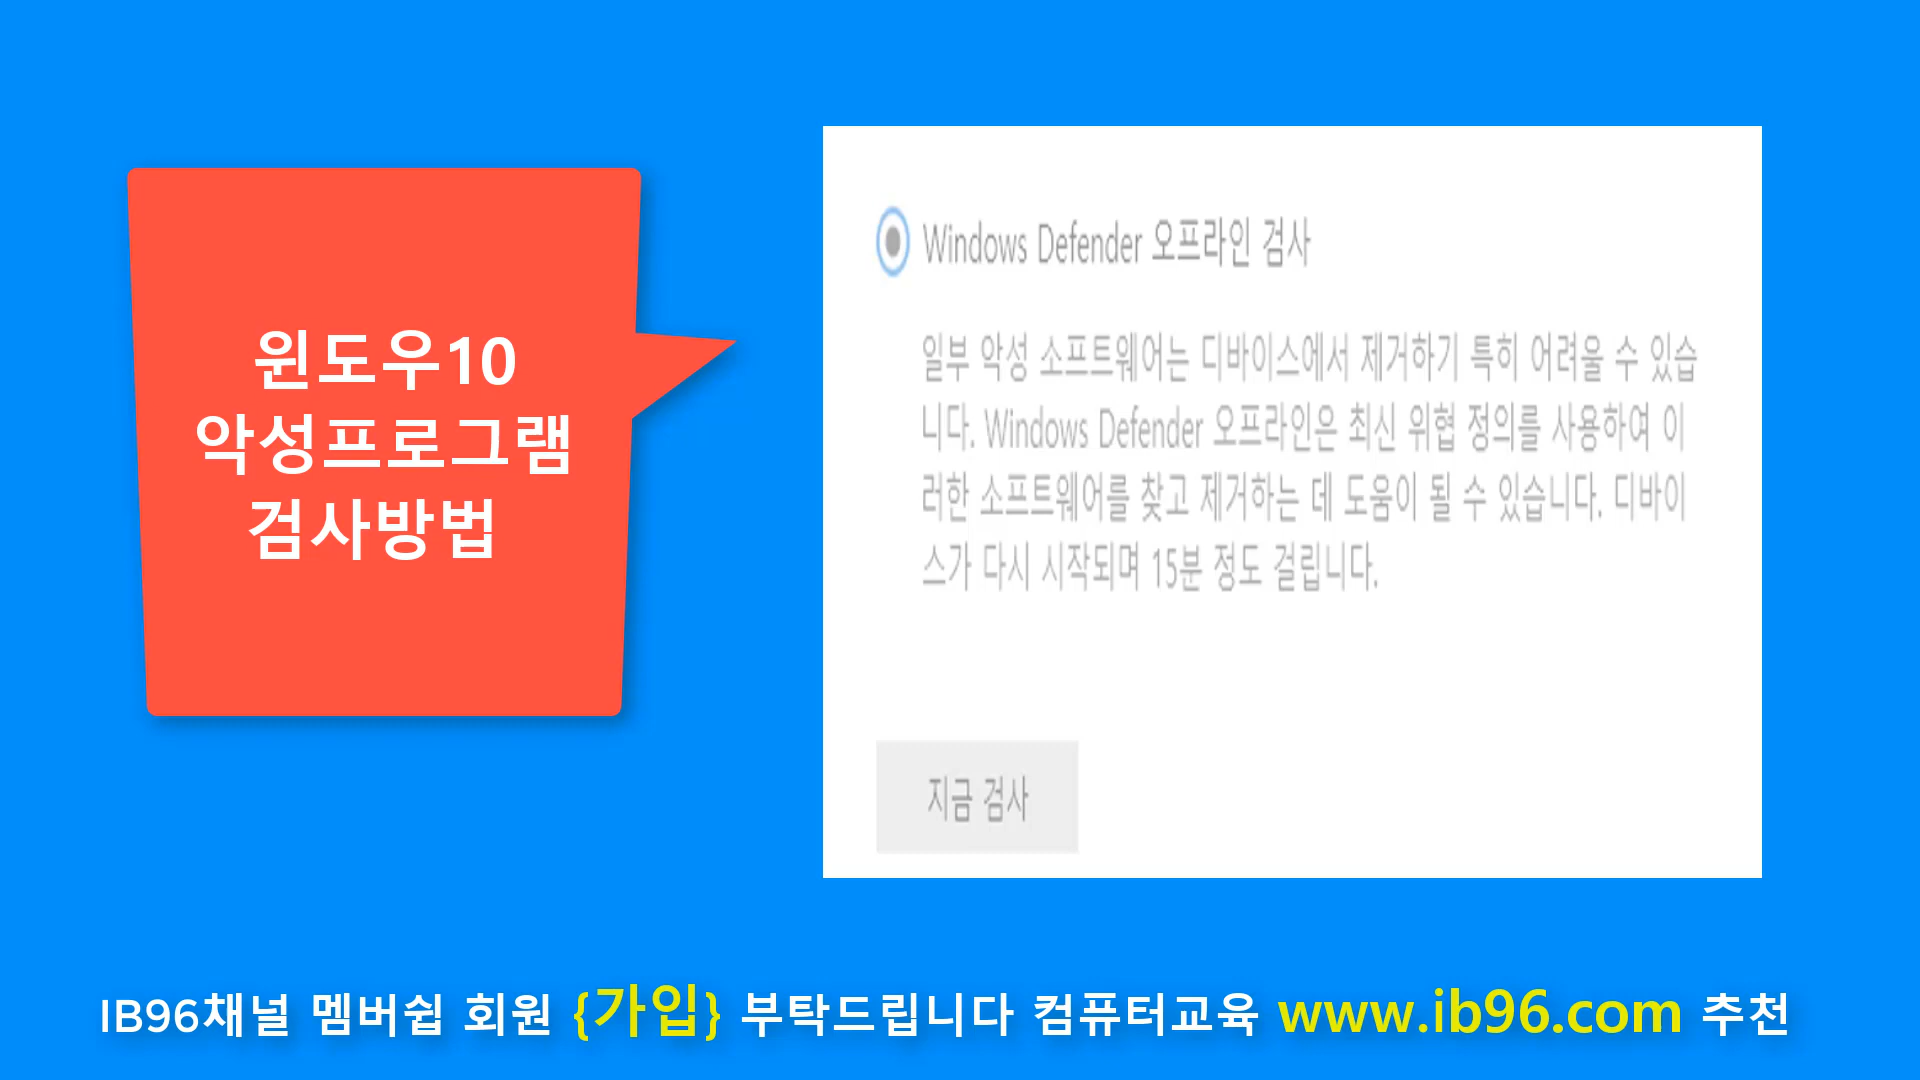 윈도우10
악성프로그램
검사방법
Windows Defender 오프라인 검사
일부 악성 소프트웨어는 디바이스에서 제거하기 특히 어려울 수 있습
니다. Windows Defender 오프라인은 최신 위협 정의를 사용하여 이
러한 소프트웨어를 찾고 제거하는 데 도움이 될 수 있습니다. 디바이
스가 다시 시작되며 15분 정도 걸립니다.
지금 검사
IB96채널 멤버쉽 회원 {가입} 부탁드립니다 컴퓨터교육 www.ib96.com 추천